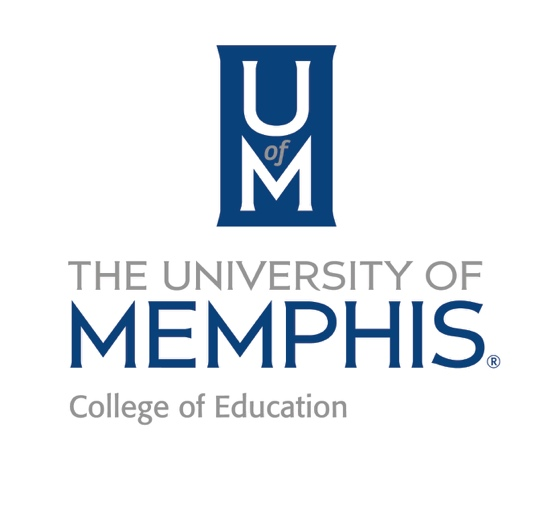 U
of
M
THE UNIVERSITY OF
MEMPHIS®
College of Education